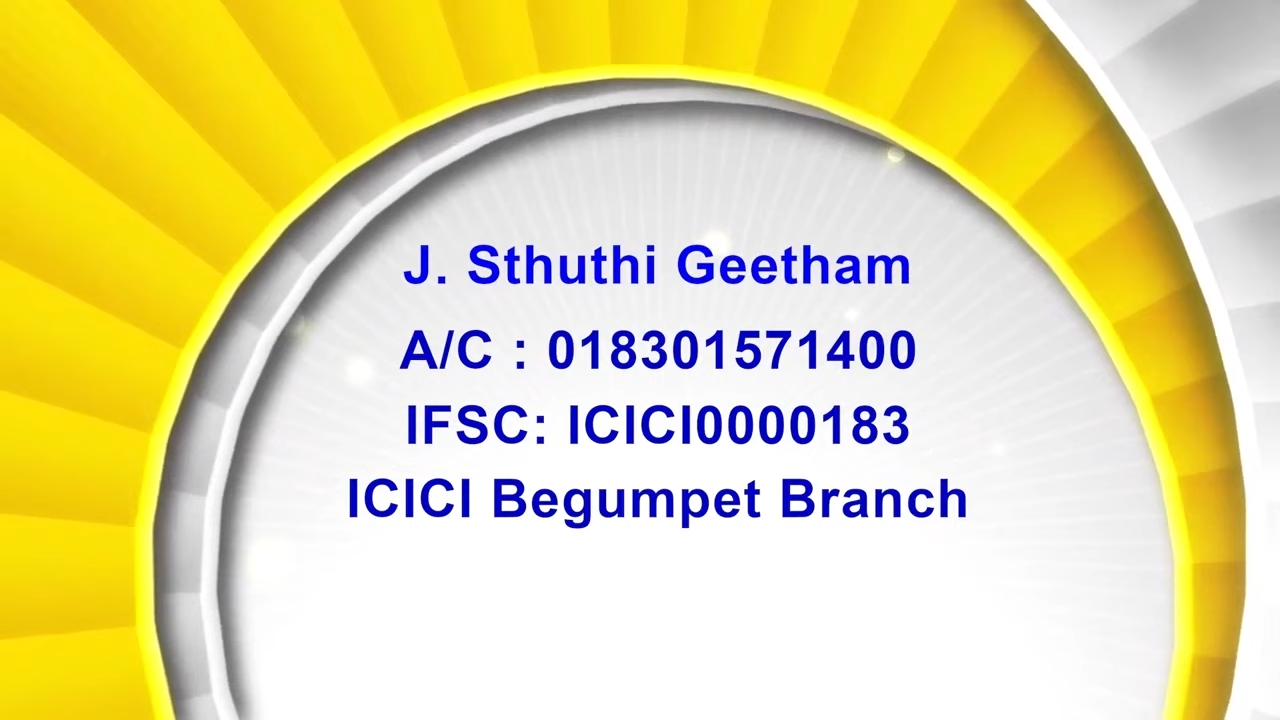 J. Sthuthi Geetham
A/C : 018301571400
IFSC: ICICI0000183
ICICI Begumpet Branch